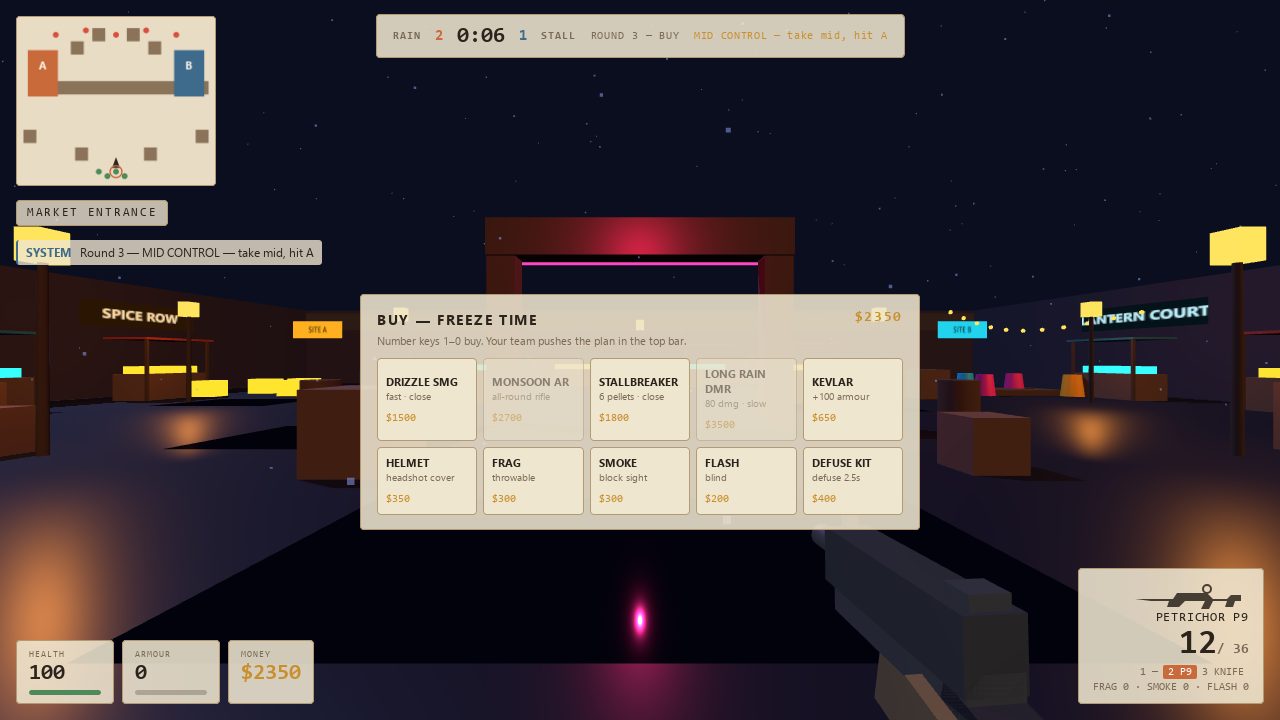 RAIN 2 0:06 1 STALL ROUND 3 — BUY MID CONTROL — take mid, hit A
A B
MARKET ENTRANCE
SYSTEM Round 3 — MID CONTROL — take mid, hit A
SPICE ROW
SITE A
SITE B
LANTERN COURT
BUY — FREEZE TIME $2350
Number keys 1–0 buy. Your team pushes the plan in the top bar.
DRIZZLE SMG
fast · close
$1500
MONSOON AR
all-round rifle
$2700
STALLBREAKER
6 pellets · close
$1800
LONG RAIN
DMR
80 dmg · slow
$3500
KEVLAR
+100 armour
$650
HELMET
headshot cover
$350
FRAG
throwable
$300
SMOKE
block sight
$300
FLASH
blind
$200
DEFUSE KIT
defuse 2.5s
$400
HEALTH
100
ARMOUR
0
MONEY
$2350
PETRICHOR P9
12 / 36
1 — 2 P9 3 KNIFE
FRAG 0 · SMOKE 0 · FLASH 0